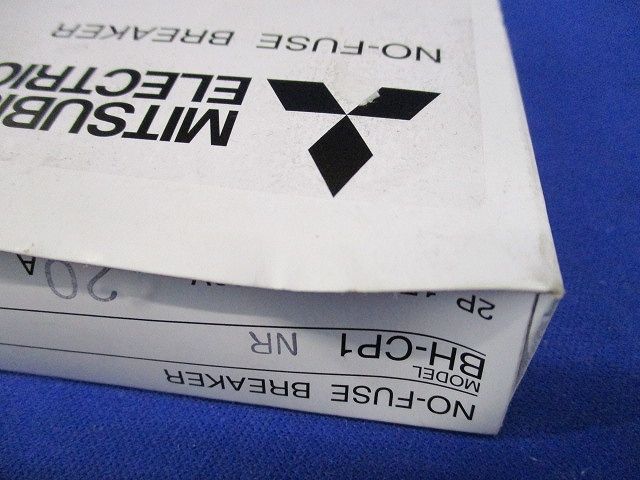 NO-FUSE BREAKER
MODEL
BH-CP1 NR
2P 20A
NO-FUSE BREAKER
MITSUBI
ELECTRIC